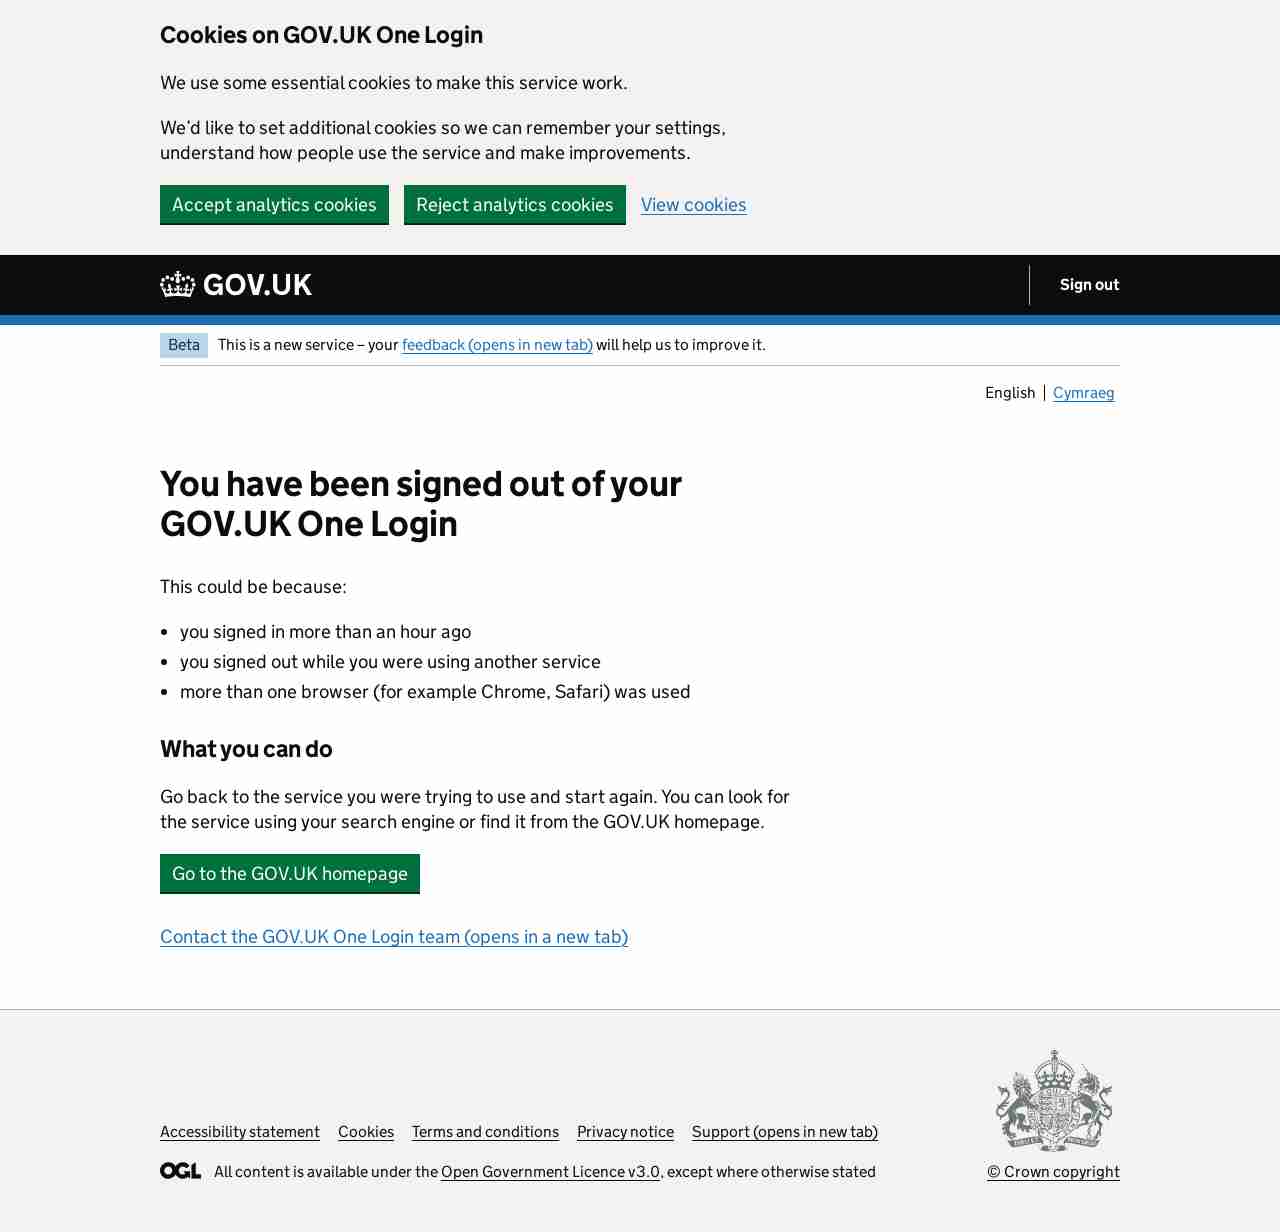 Cookies on GOV.UK One Login
We use some essential cookies to make this service work.
We’d like to set additional cookies so we can remember your settings,
understand how people use the service and make improvements.
Accept analytics cookies Reject analytics cookies View cookies
GOV.UK Sign out
Beta This is a new service – your feedback (opens in new tab) will help us to improve it.
English Cymraeg
You have been signed out of your
GOV.UK One Login
This could be because:
• you signed in more than an hour ago
• you signed out while you were using another service
• more than one browser (for example Chrome, Safari) was used
What you can do
Go back to the service you were trying to use and start again. You can look for
the service using your search engine or find it from the GOV.UK homepage.
Go to the GOV.UK homepage
Contact the GOV.UK One Login team (opens in a new tab)
Accessibility statement Cookies Terms and conditions Privacy notice Support (opens in new tab)
OGL All content is available under the Open Government Licence v3.0, except where otherwise stated
© Crown copyright